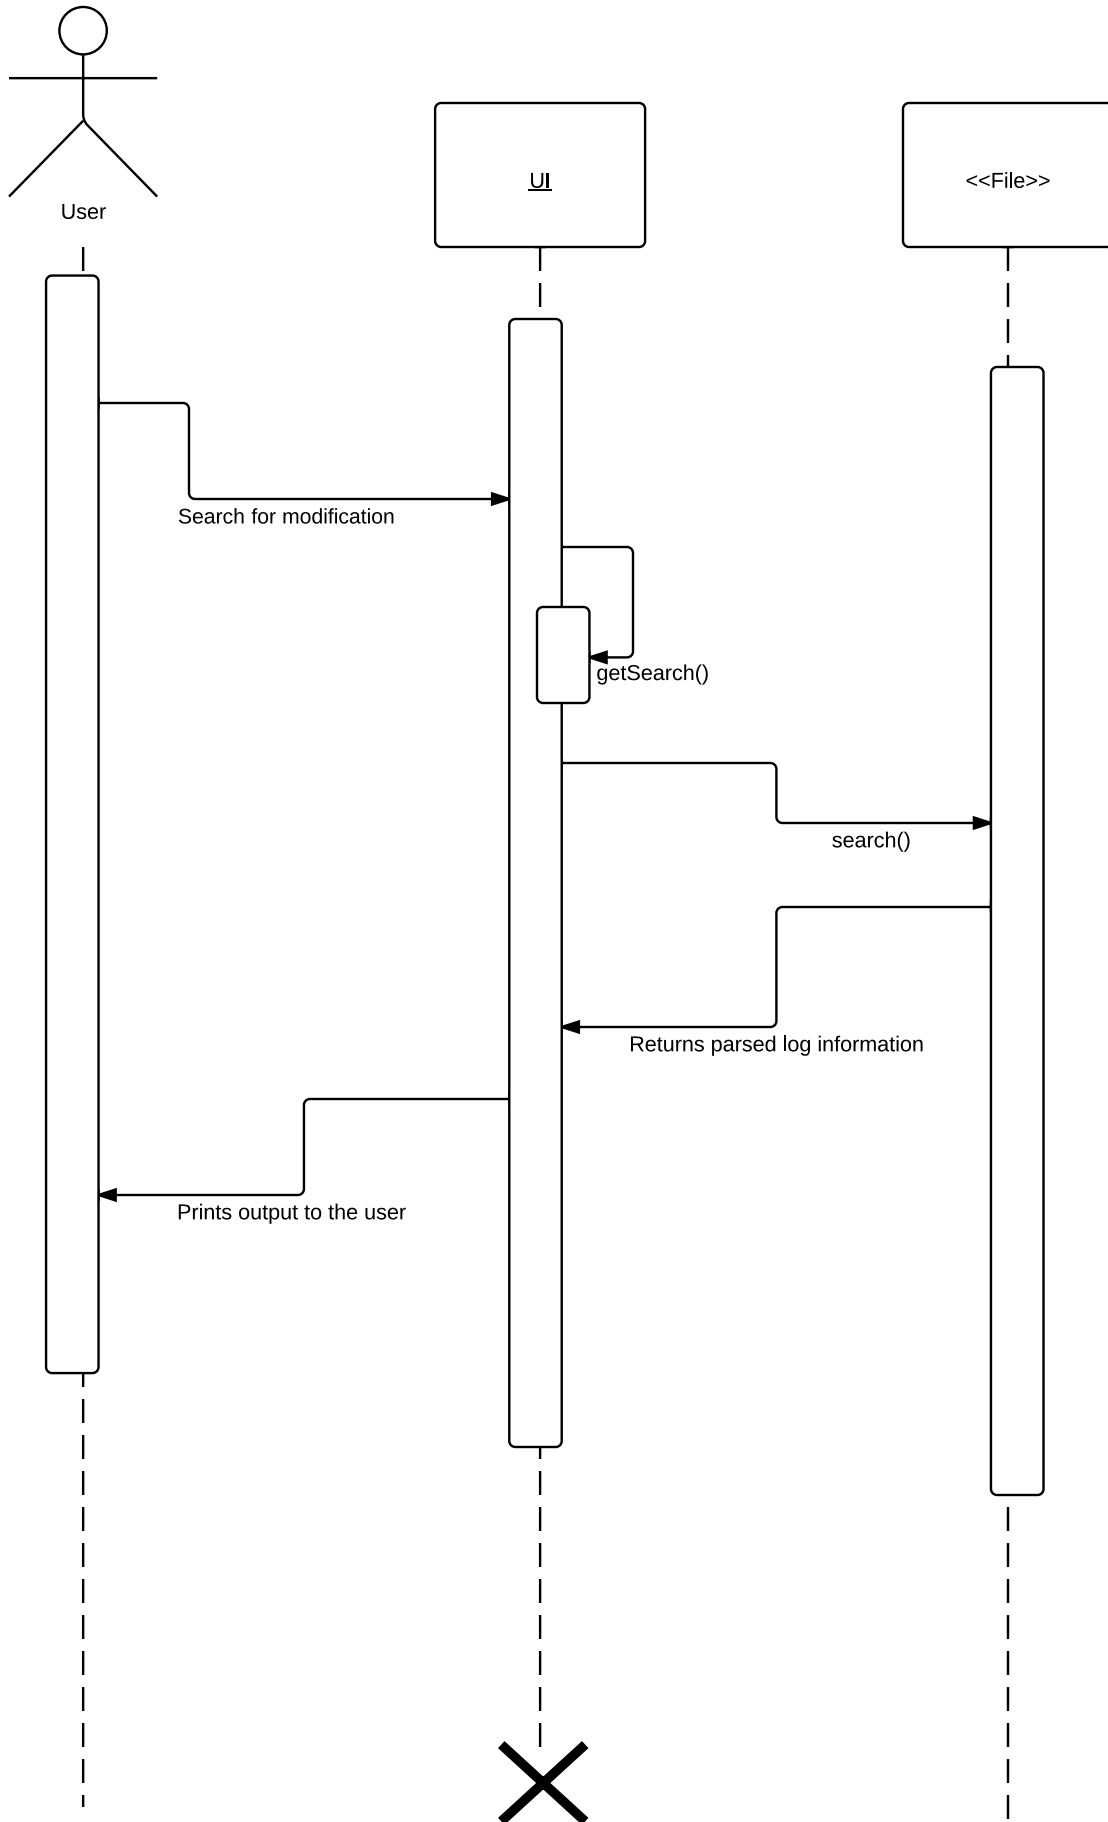 User
UI
<<File>>
Search for modification
getSearch()
search()
Returns parsed log information
Prints output to the user